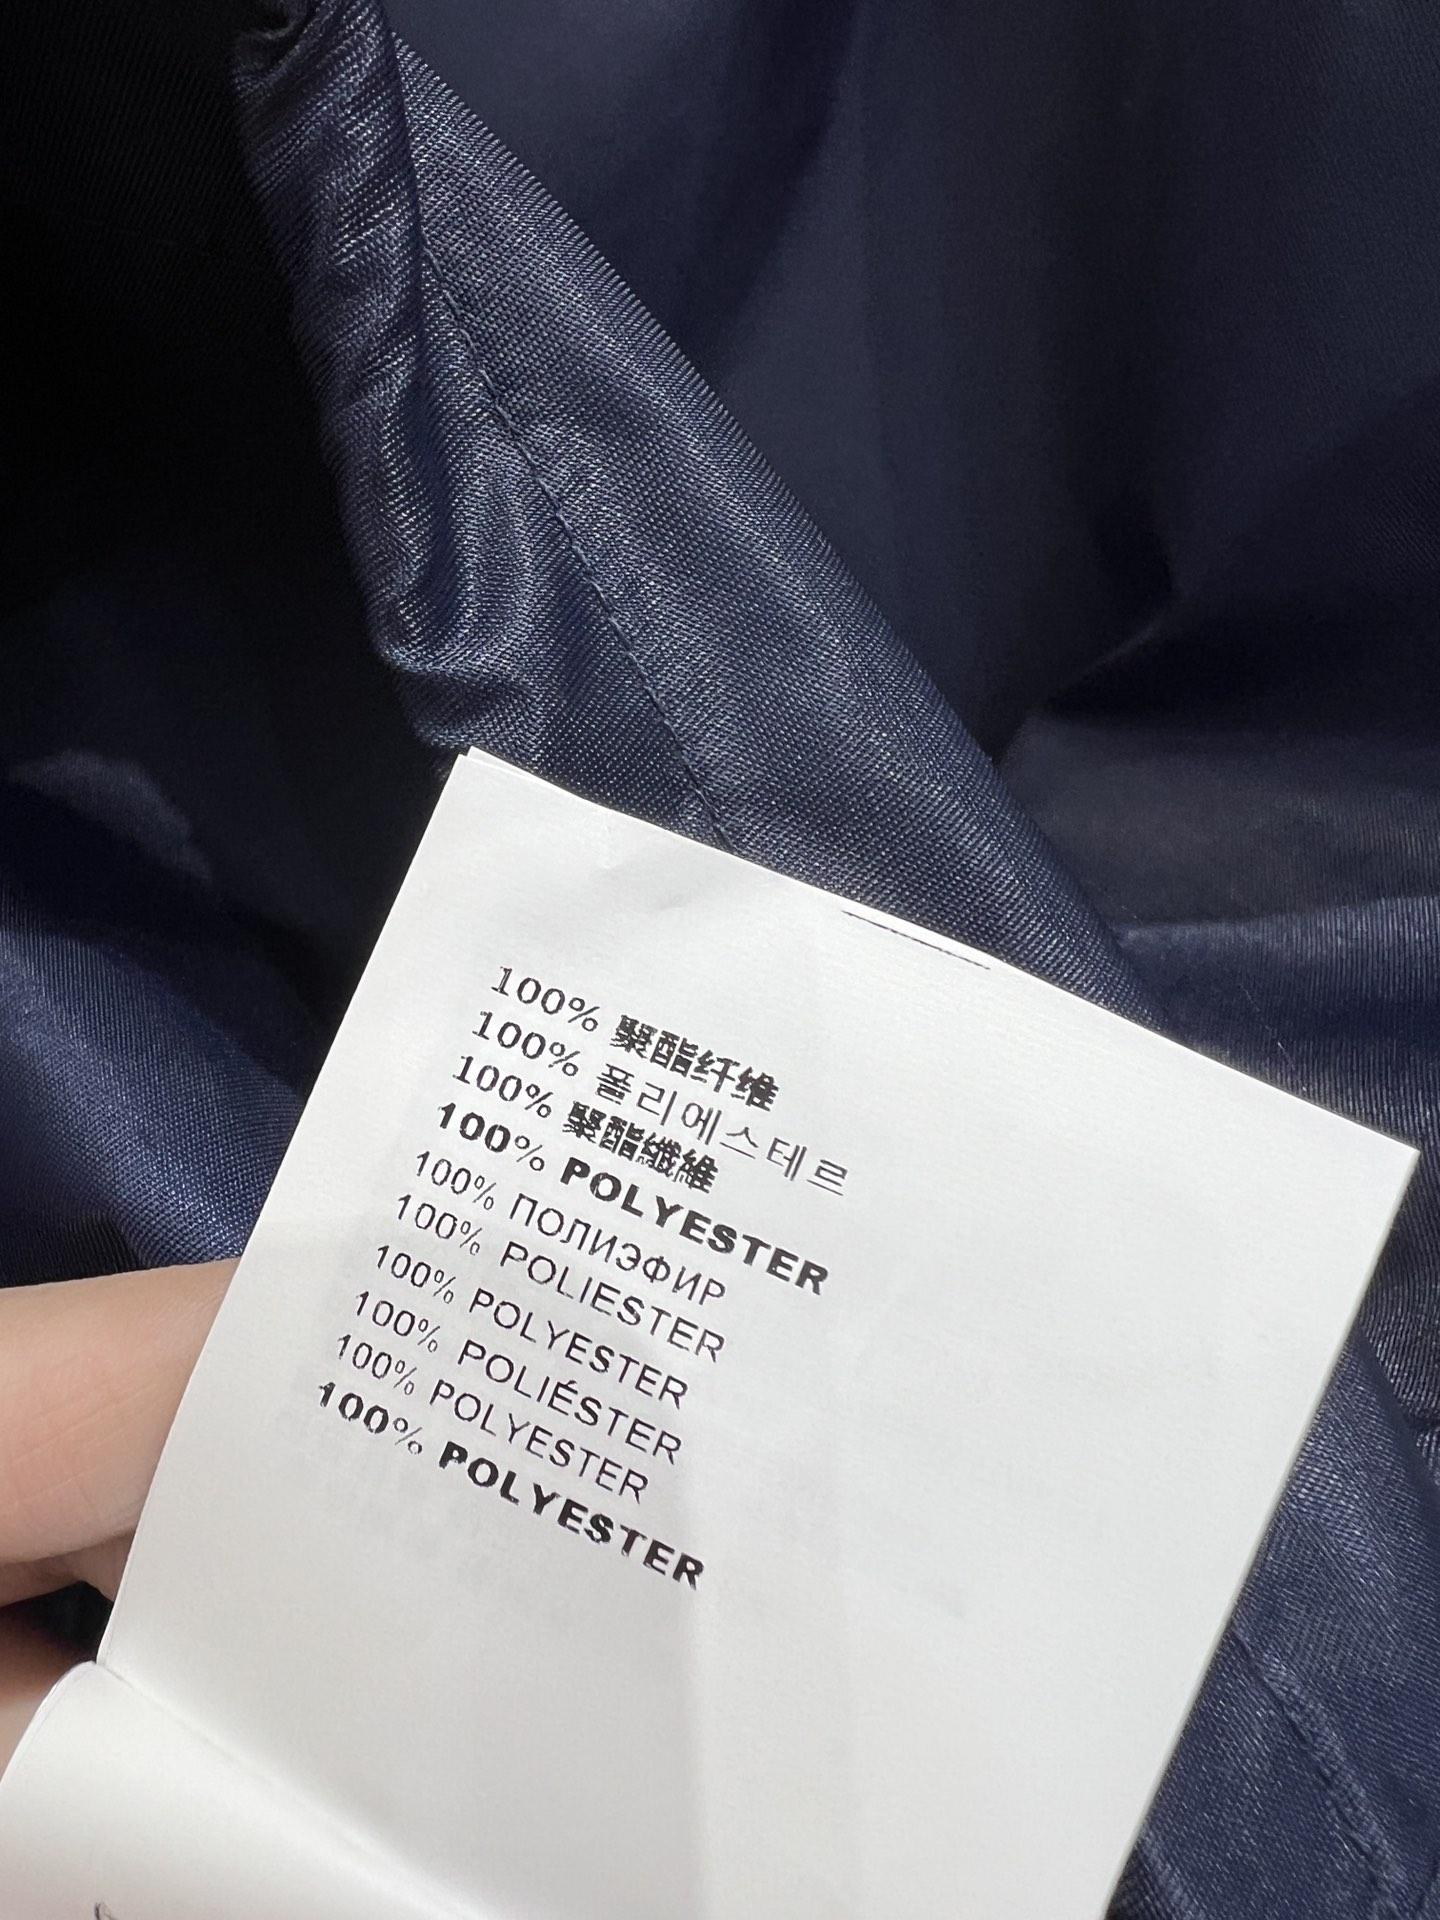 100% 聚酯纤维
100% 폴리에스테르
100% 聚酯纖維
100% POLYESTER
100% ПОЛИЭФИР
100% POLIESTER
100% POLYESTER
100% POLIÉSTER
100% POLYESTER
100% POLYESTER